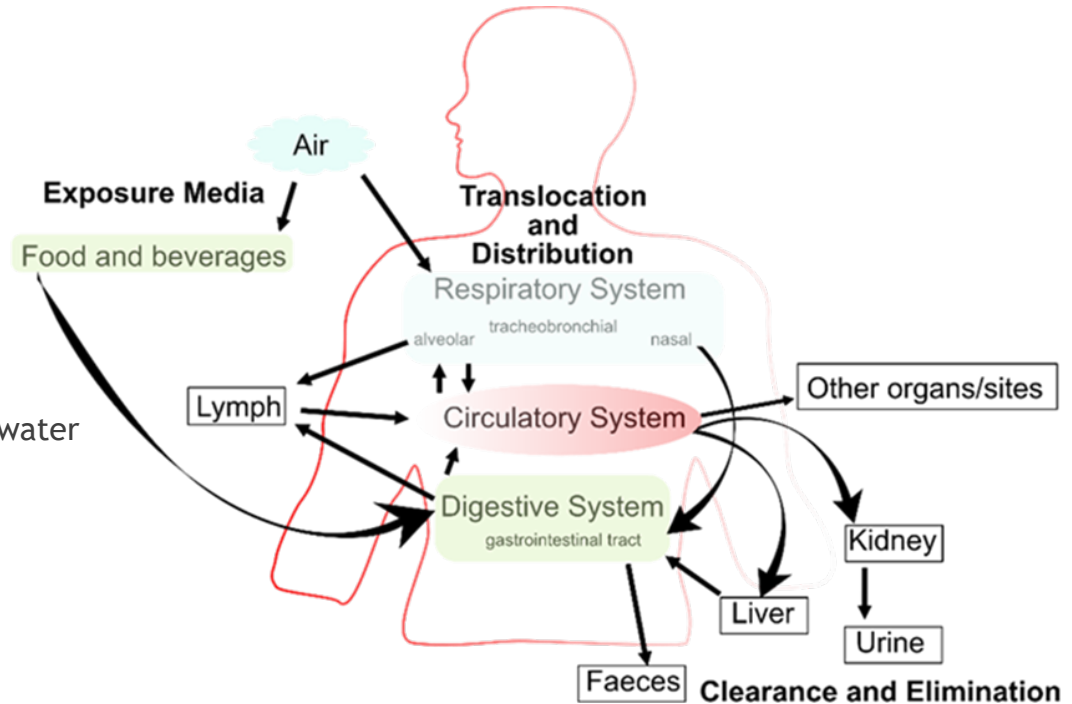 Air
Exposure Media
Food and beverages
Translocation
and
Distribution
Respiratory System
tracheobronchial
alveolar
nasal
Lymph
water
Circulatory System
Other organs/sites
Digestive System
gastrointestinal tract
Kidney
Liver
Urine
Faeces
Clearance and Elimination